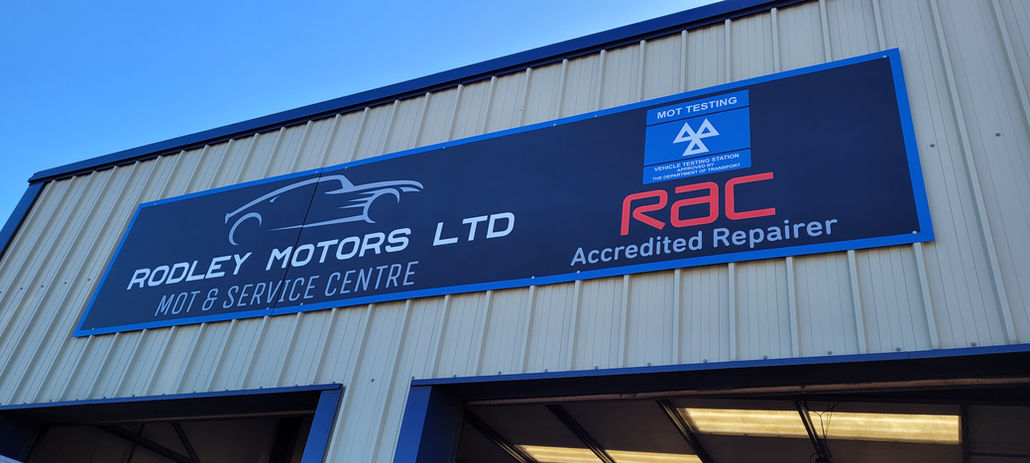 RODLEY MOTORS LTD
MOT & SERVICE CENTRE
MOT TESTING
VEHICLE TESTING STATION
APPROVED BY
THE DEPARTMENT OF TRANSPORT
RAC
Accredited Repairer